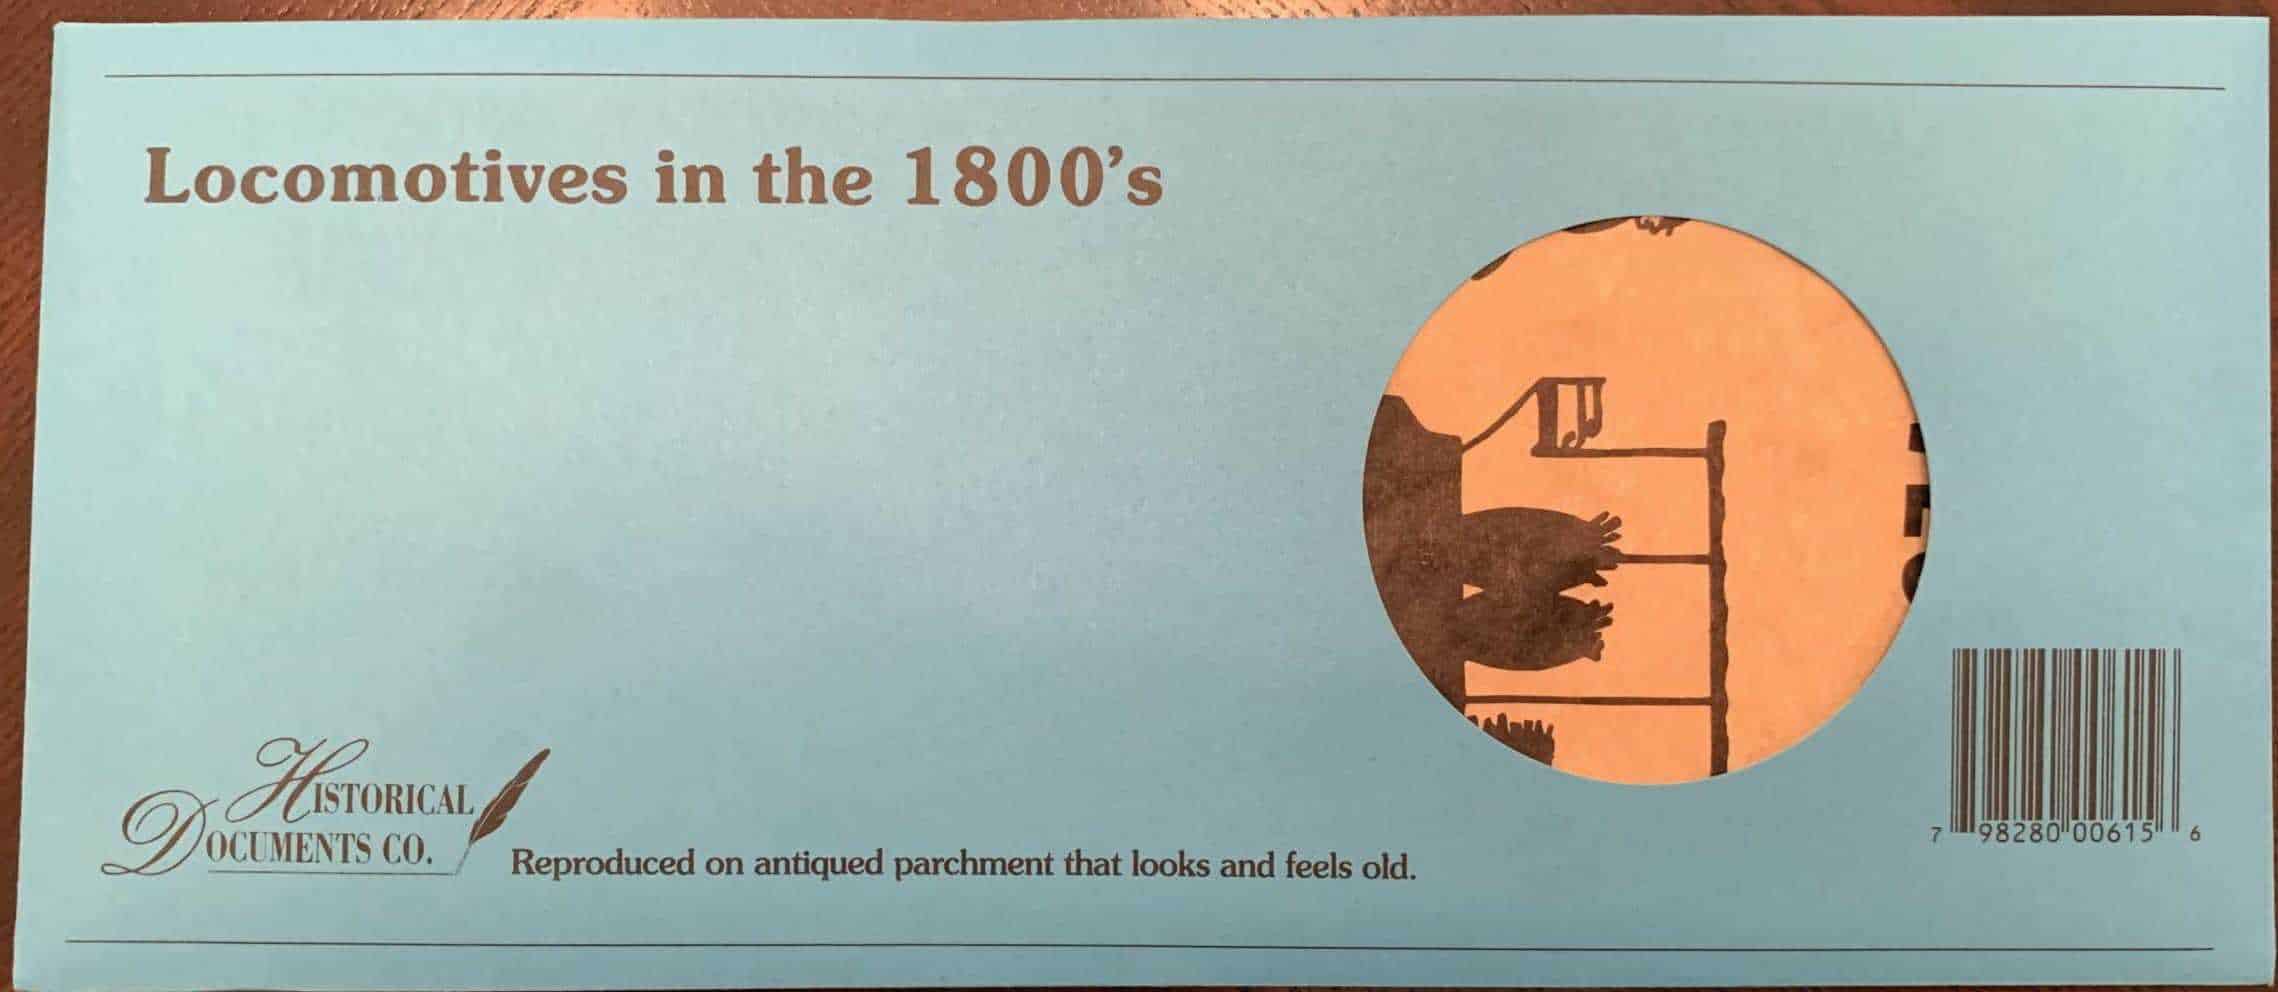 Locomotives in the 1800's
HISTORICAL
DOCUMENTS CO.
Reproduced on antiqued parchment that looks and feels old.
7 98280 00615 6